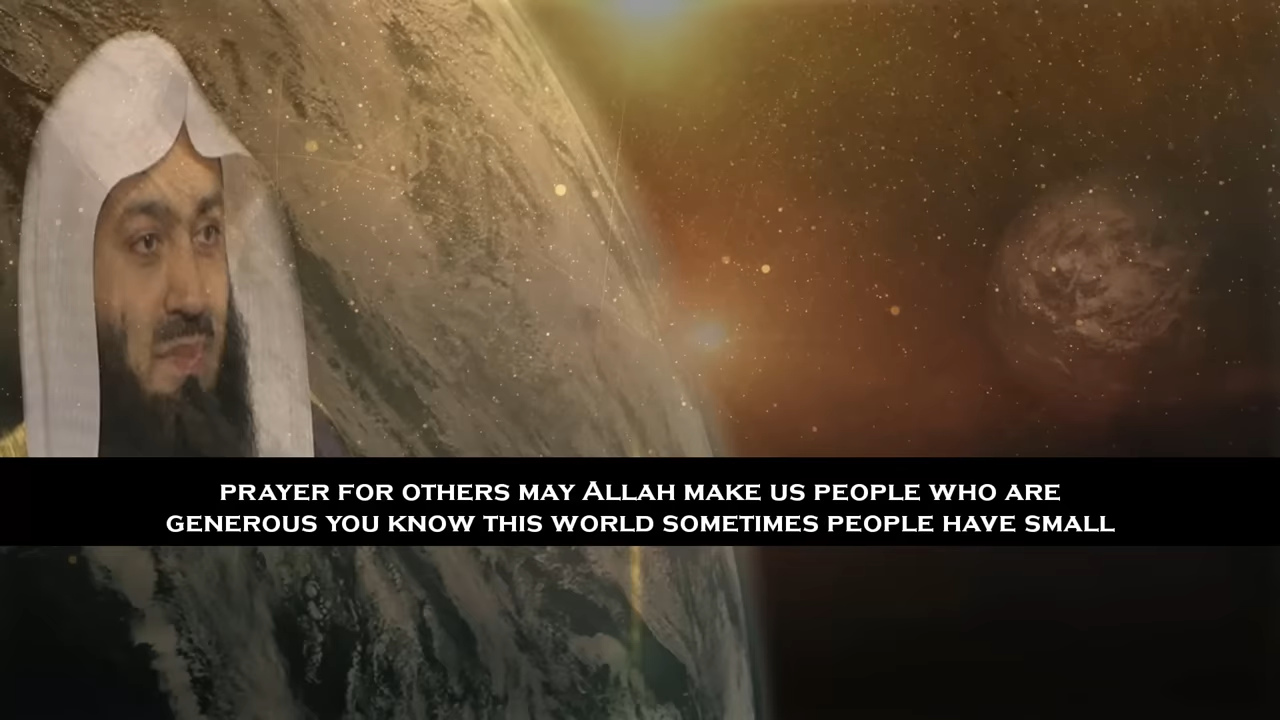 PRAYER FOR OTHERS MAY ALLAH MAKE US PEOPLE WHO ARE
GENEROUS YOU KNOW THIS WORLD SOMETIMES PEOPLE HAVE SMALL